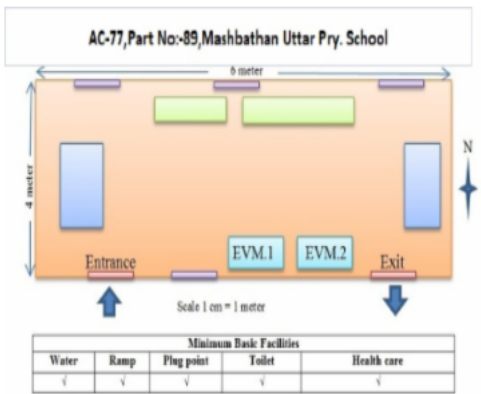 AC-77,Part No:-89,Mashbathan Uttar Pry. School
6 meter
4 meter
N
EVM.1 EVM.2
Entrance Exit
Scale 1 cm = 1 meter
Minimum Basic Facilities
Water Ramp Plug point Toilet Health care
√ √ √ √ √